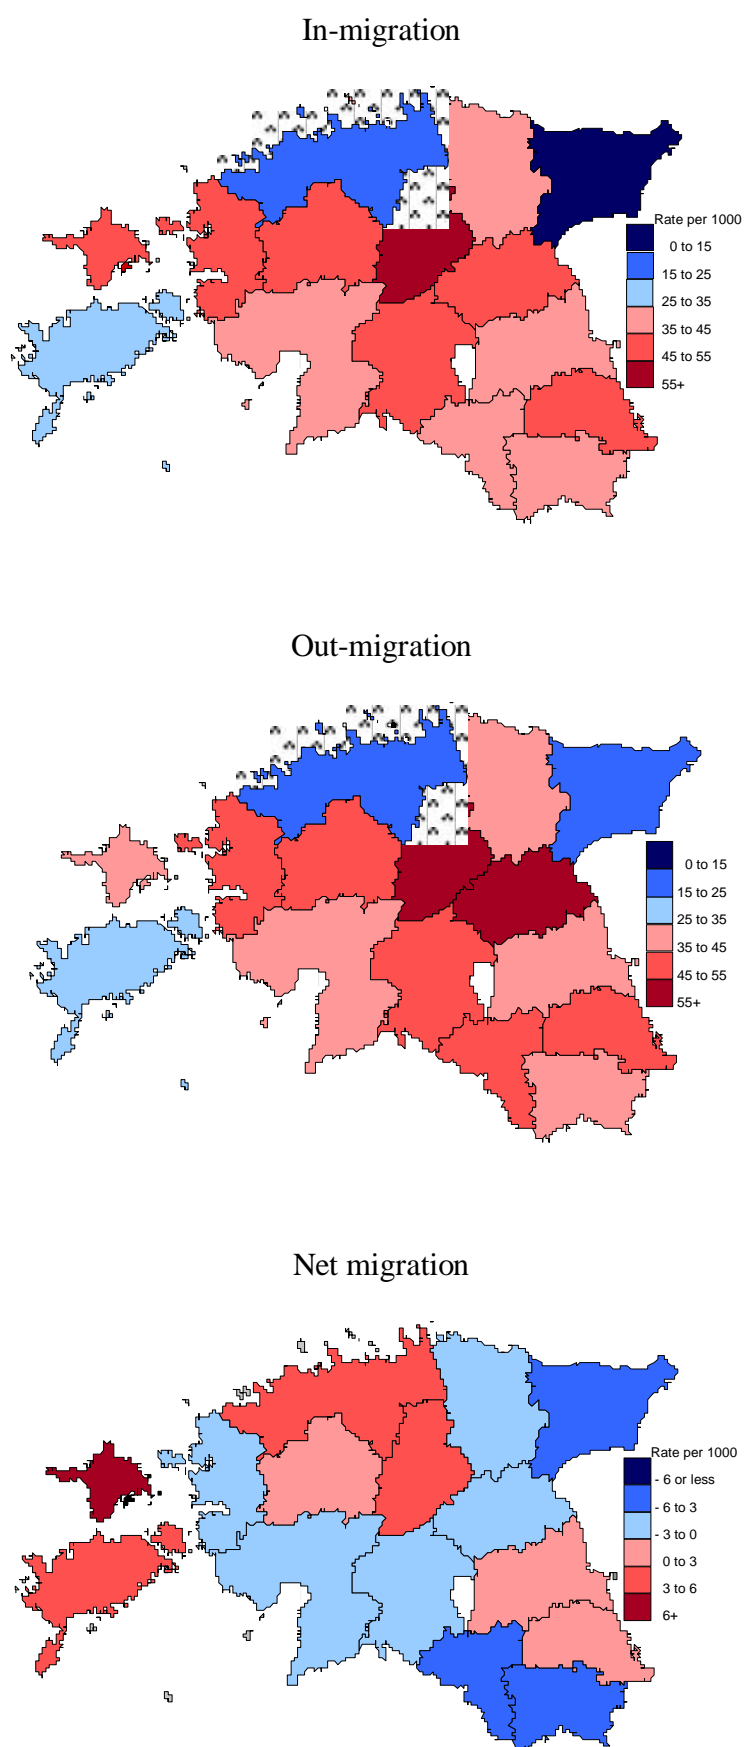 In-migration
Rate per 1000
0 to 15
15 to 25
25 to 35
35 to 45
45 to 55
55+
Out-migration
0 to 15
15 to 25
25 to 35
35 to 45
45 to 55
55+
Net migration
Rate per 1000
- 6 or less
- 6 to 3
- 3 to 0
0 to 3
3 to 6
6+